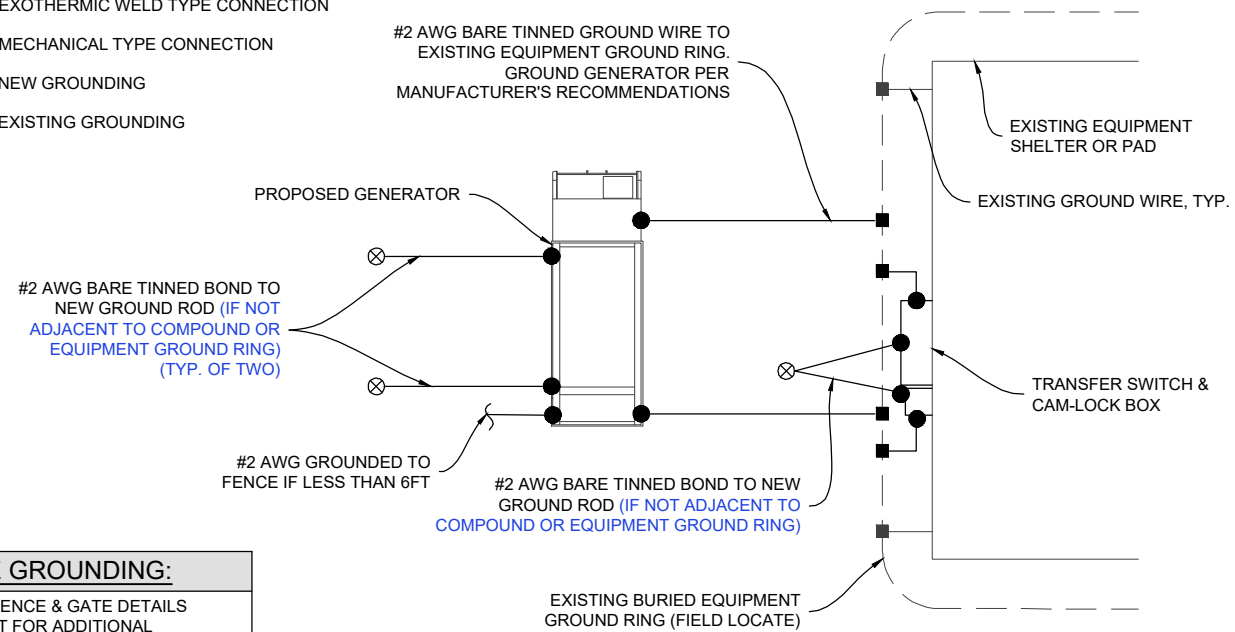 EXOTHERMIC WELD TYPE CONNECTION
MECHANICAL TYPE CONNECTION
NEW GROUNDING
EXISTING GROUNDING
#2 AWG BARE TINNED GROUND WIRE TO
EXISTING EQUIPMENT GROUND RING.
GROUND GENERATOR PER
MANUFACTURER'S RECOMMENDATIONS
EXISTING EQUIPMENT
SHELTER OR PAD
PROPOSED GENERATOR
EXISTING GROUND WIRE, TYP.
#2 AWG BARE TINNED BOND TO
NEW GROUND ROD (IF NOT
ADJACENT TO COMPOUND OR
EQUIPMENT GROUND RING)
(TYP. OF TWO)
TRANSFER SWITCH &
CAM-LOCK BOX
#2 AWG GROUNDED TO
FENCE IF LESS THAN 6FT
#2 AWG BARE TINNED BOND TO NEW
GROUND ROD (IF NOT ADJACENT TO
COMPOUND OR EQUIPMENT GROUND RING)
GROUNDING:
ENCE & GATE DETAILS
T FOR ADDITIONAL
EXISTING BURIED EQUIPMENT
GROUND RING (FIELD LOCATE)